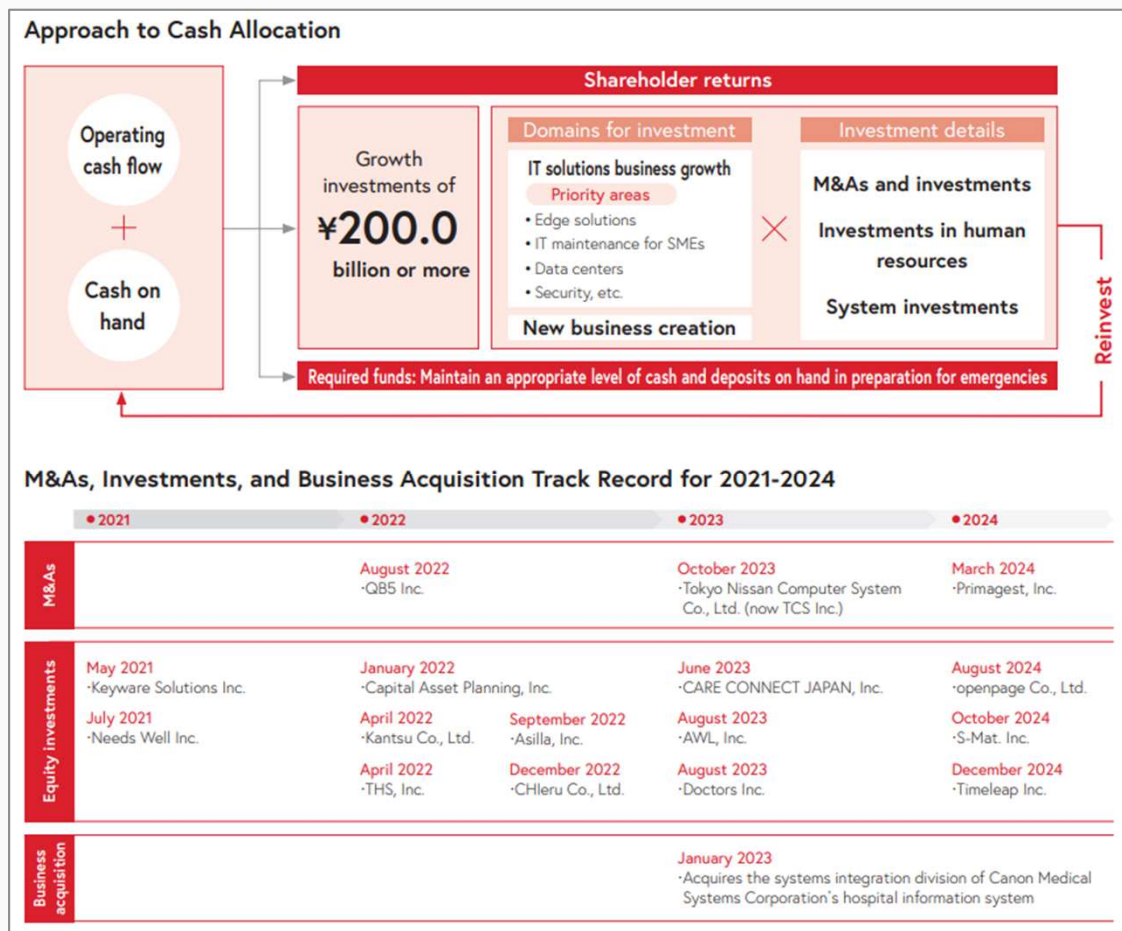 Approach to Cash Allocation
Operating
cash flow
+
Cash on
hand
Shareholder returns
Growth
investments of
¥200.0
billion or more
Domains for investment
IT solutions business growth
Priority areas
• Edge solutions
• IT maintenance for SMEs
• Data centers
• Security, etc.
New business creation
×
Investment details
M&As and investments
Investments in human
resources
System investments
Reinvest
Required funds: Maintain an appropriate level of cash and deposits on hand in preparation for emergencies
M&As, Investments, and Business Acquisition Track Record for 2021-2024
• 2021
• 2022
• 2023
• 2024
M&As
August 2022
·QB5 Inc.
October 2023
·Tokyo Nissan Computer System
Co., Ltd. (now TCS Inc.)
March 2024
·Primagest, Inc.
Equity investments
May 2021
·Keyware Solutions Inc.
July 2021
·Needs Well Inc.
January 2022
·Capital Asset Planning, Inc.
April 2022
·Kantsu Co., Ltd.
April 2022
·THS, Inc.
September 2022
·Asilla, Inc.
December 2022
·CHIeru Co., Ltd.
June 2023
·CARE CONNECT JAPAN, Inc.
August 2023
·AWL, Inc.
August 2023
·Doctors Inc.
August 2024
·openpage Co., Ltd.
October 2024
·S-Mat. Inc.
December 2024
·Timeleap Inc.
Business
acquisition
January 2023
·Acquires the systems integration division of Canon Medical
Systems Corporation's hospital information system